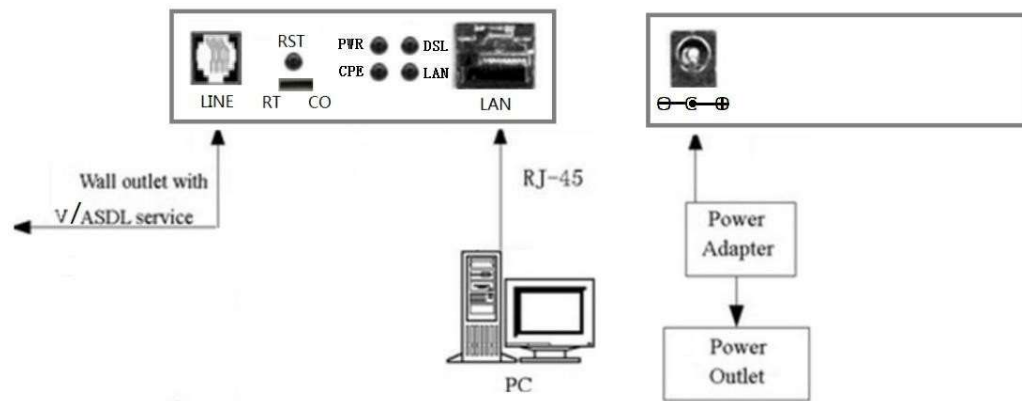 RST
PWR DSL
CPE LAN
LINE RT CO LAN
Wall outlet with
V/ASDL service
RJ-45
PC
Power
Adapter
Power
Outlet